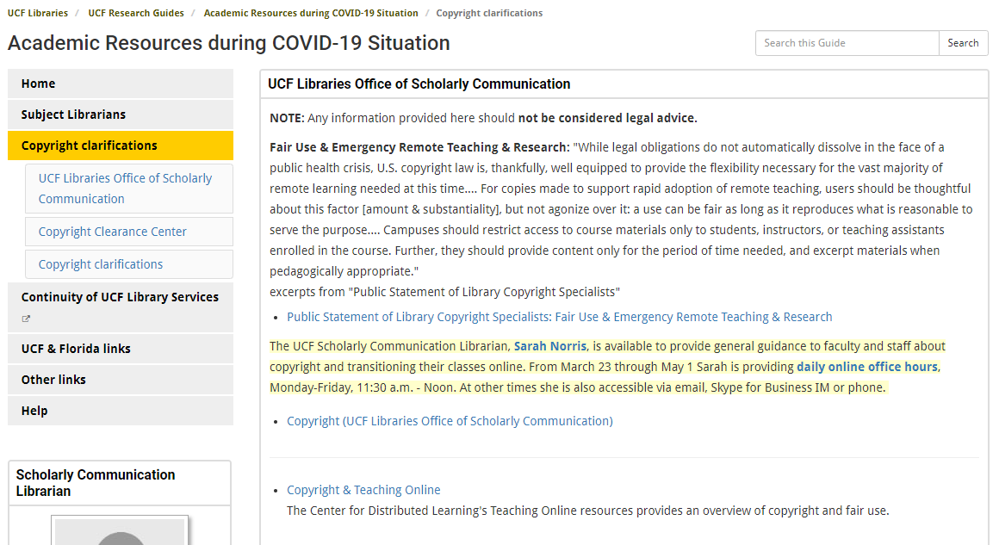 UCF Libraries / UCF Research Guides / Academic Resources during COVID-19 Situation / Copyright clarifications
Academic Resources during COVID-19 Situation
Search this Guide
Search
Home
Subject Librarians
Copyright clarifications
UCF Libraries Office of Scholarly
Communication
Copyright Clearance Center
Copyright clarifications
Continuity of UCF Library Services
UCF & Florida links
Other links
Help
Scholarly Communication
Librarian
UCF Libraries Office of Scholarly Communication
NOTE: Any information provided here should not be considered legal advice.
Fair Use & Emergency Remote Teaching & Research: "While legal obligations do not automatically dissolve in the face of a
public health crisis, U.S. copyright law is, thankfully, well equipped to provide the flexibility necessary for the vast majority of
remote learning needed at this time.... For copies made to support rapid adoption of remote teaching, users should be thoughtful
about this factor [amount & substantiality], but not agonize over it: a use can be fair as long as it reproduces what is reasonable to
serve the purpose.... Campuses should restrict access to course materials only to students, instructors, or teaching assistants
enrolled in the course. Further, they should provide content only for the period of time needed, and excerpt materials when
pedagogically appropriate."
excerpts from "Public Statement of Library Copyright Specialists"
• Public Statement of Library Copyright Specialists: Fair Use & Emergency Remote Teaching & Research
The UCF Scholarly Communication Librarian, Sarah Norris, is available to provide general guidance to faculty and staff about
copyright and transitioning their classes online. From March 23 through May 1 Sarah is providing daily online office hours,
Monday-Friday, 11:30 a.m. - Noon. At other times she is also accessible via email, Skype for Business IM or phone.
• Copyright (UCF Libraries Office of Scholarly Communication)
• Copyright & Teaching Online
The Center for Distributed Learning's Teaching Online resources provides an overview of copyright and fair use.